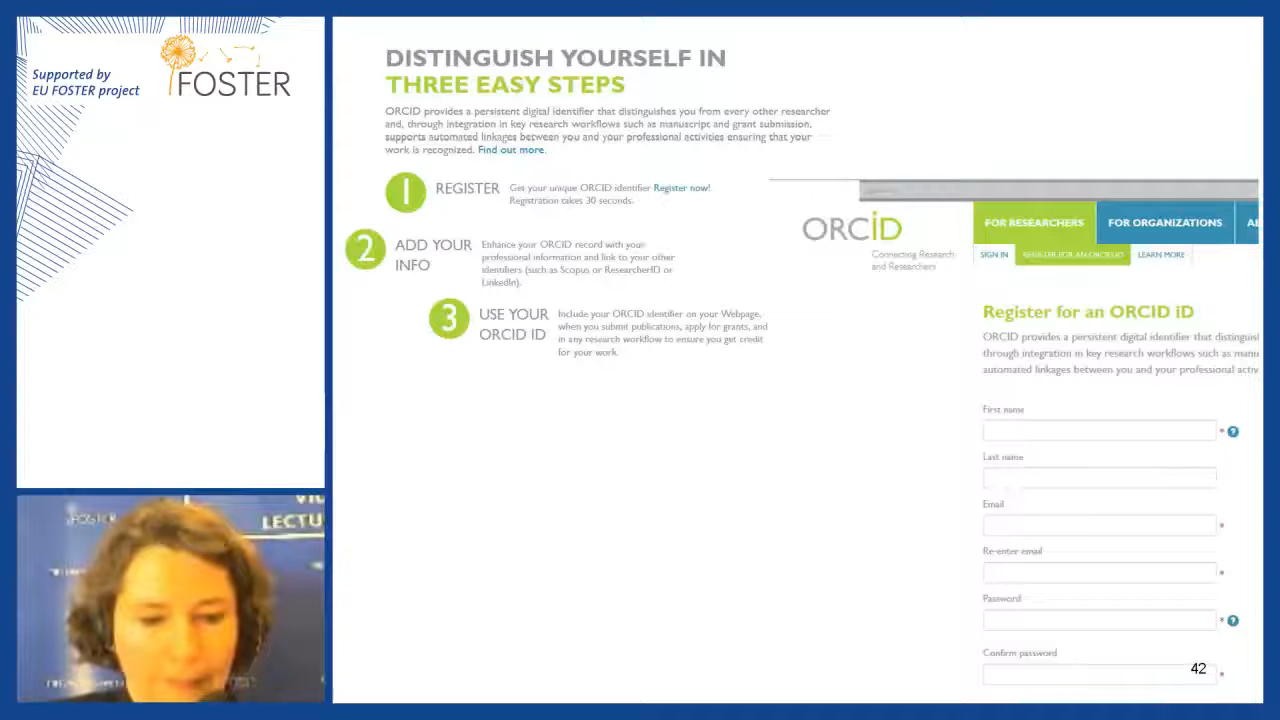 Supported by
EU FOSTER project
FOSTER
DISTINGUISH YOURSELF IN
THREE EASY STEPS
ORCID provides a persistent digital identifier that distinguishes you from every other researcher
and, through integration in key research workflows such as manuscript and grant submission,
supports automated linkages between you and your professional activities ensuring that your
work is recognized. Find out more.
1 REGISTER
Get your unique ORCID identifier Register now!
Registration takes 30 seconds.
2 ADD YOUR
INFO
Enhance your ORCID record with your
professional information and link to your other
identifiers (such as Scopus or ResearcherID or
LinkedIn).
3 USE YOUR
ORCID ID
Include your ORCID identifier on your Webpage,
when you submit publications, apply for grants, and
in any research workflow to ensure you get credit
for your work.
ORCiD
Connecting Research
and Researchers
FOR RESEARCHERS FOR ORGANIZATIONS
SIGN IN REGISTER FOR AN ORCID ID LEARN MORE
Register for an ORCID iD
ORCID provides a persistent digital identifier that distinguis
through integration in key research workflows such as manu
automated linkages between you and your professional activ
First name
* ?
Last name
Email
*
Re-enter email
*
Password
* ?
Confirm password
*
42
LECTU